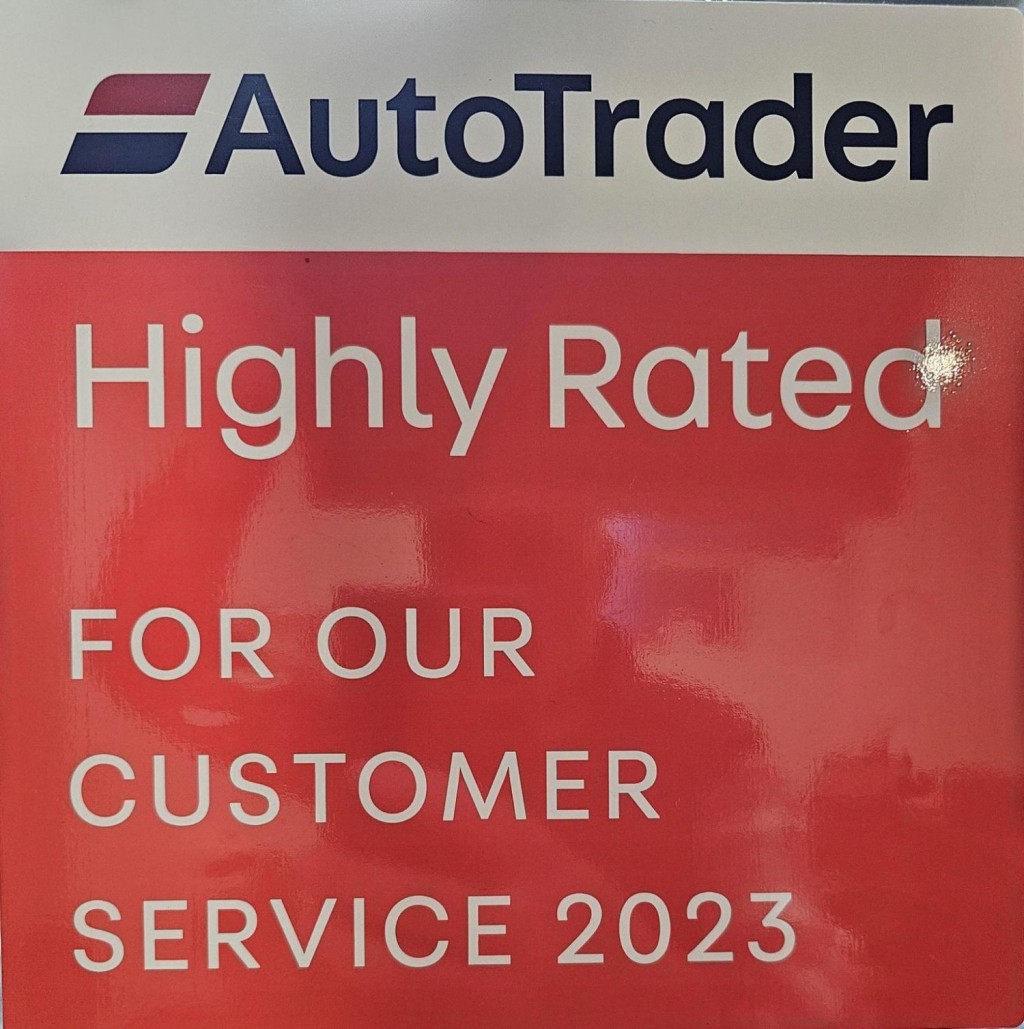 AutoTrader
Highly Rated
FOR OUR
CUSTOMER
SERVICE 2023